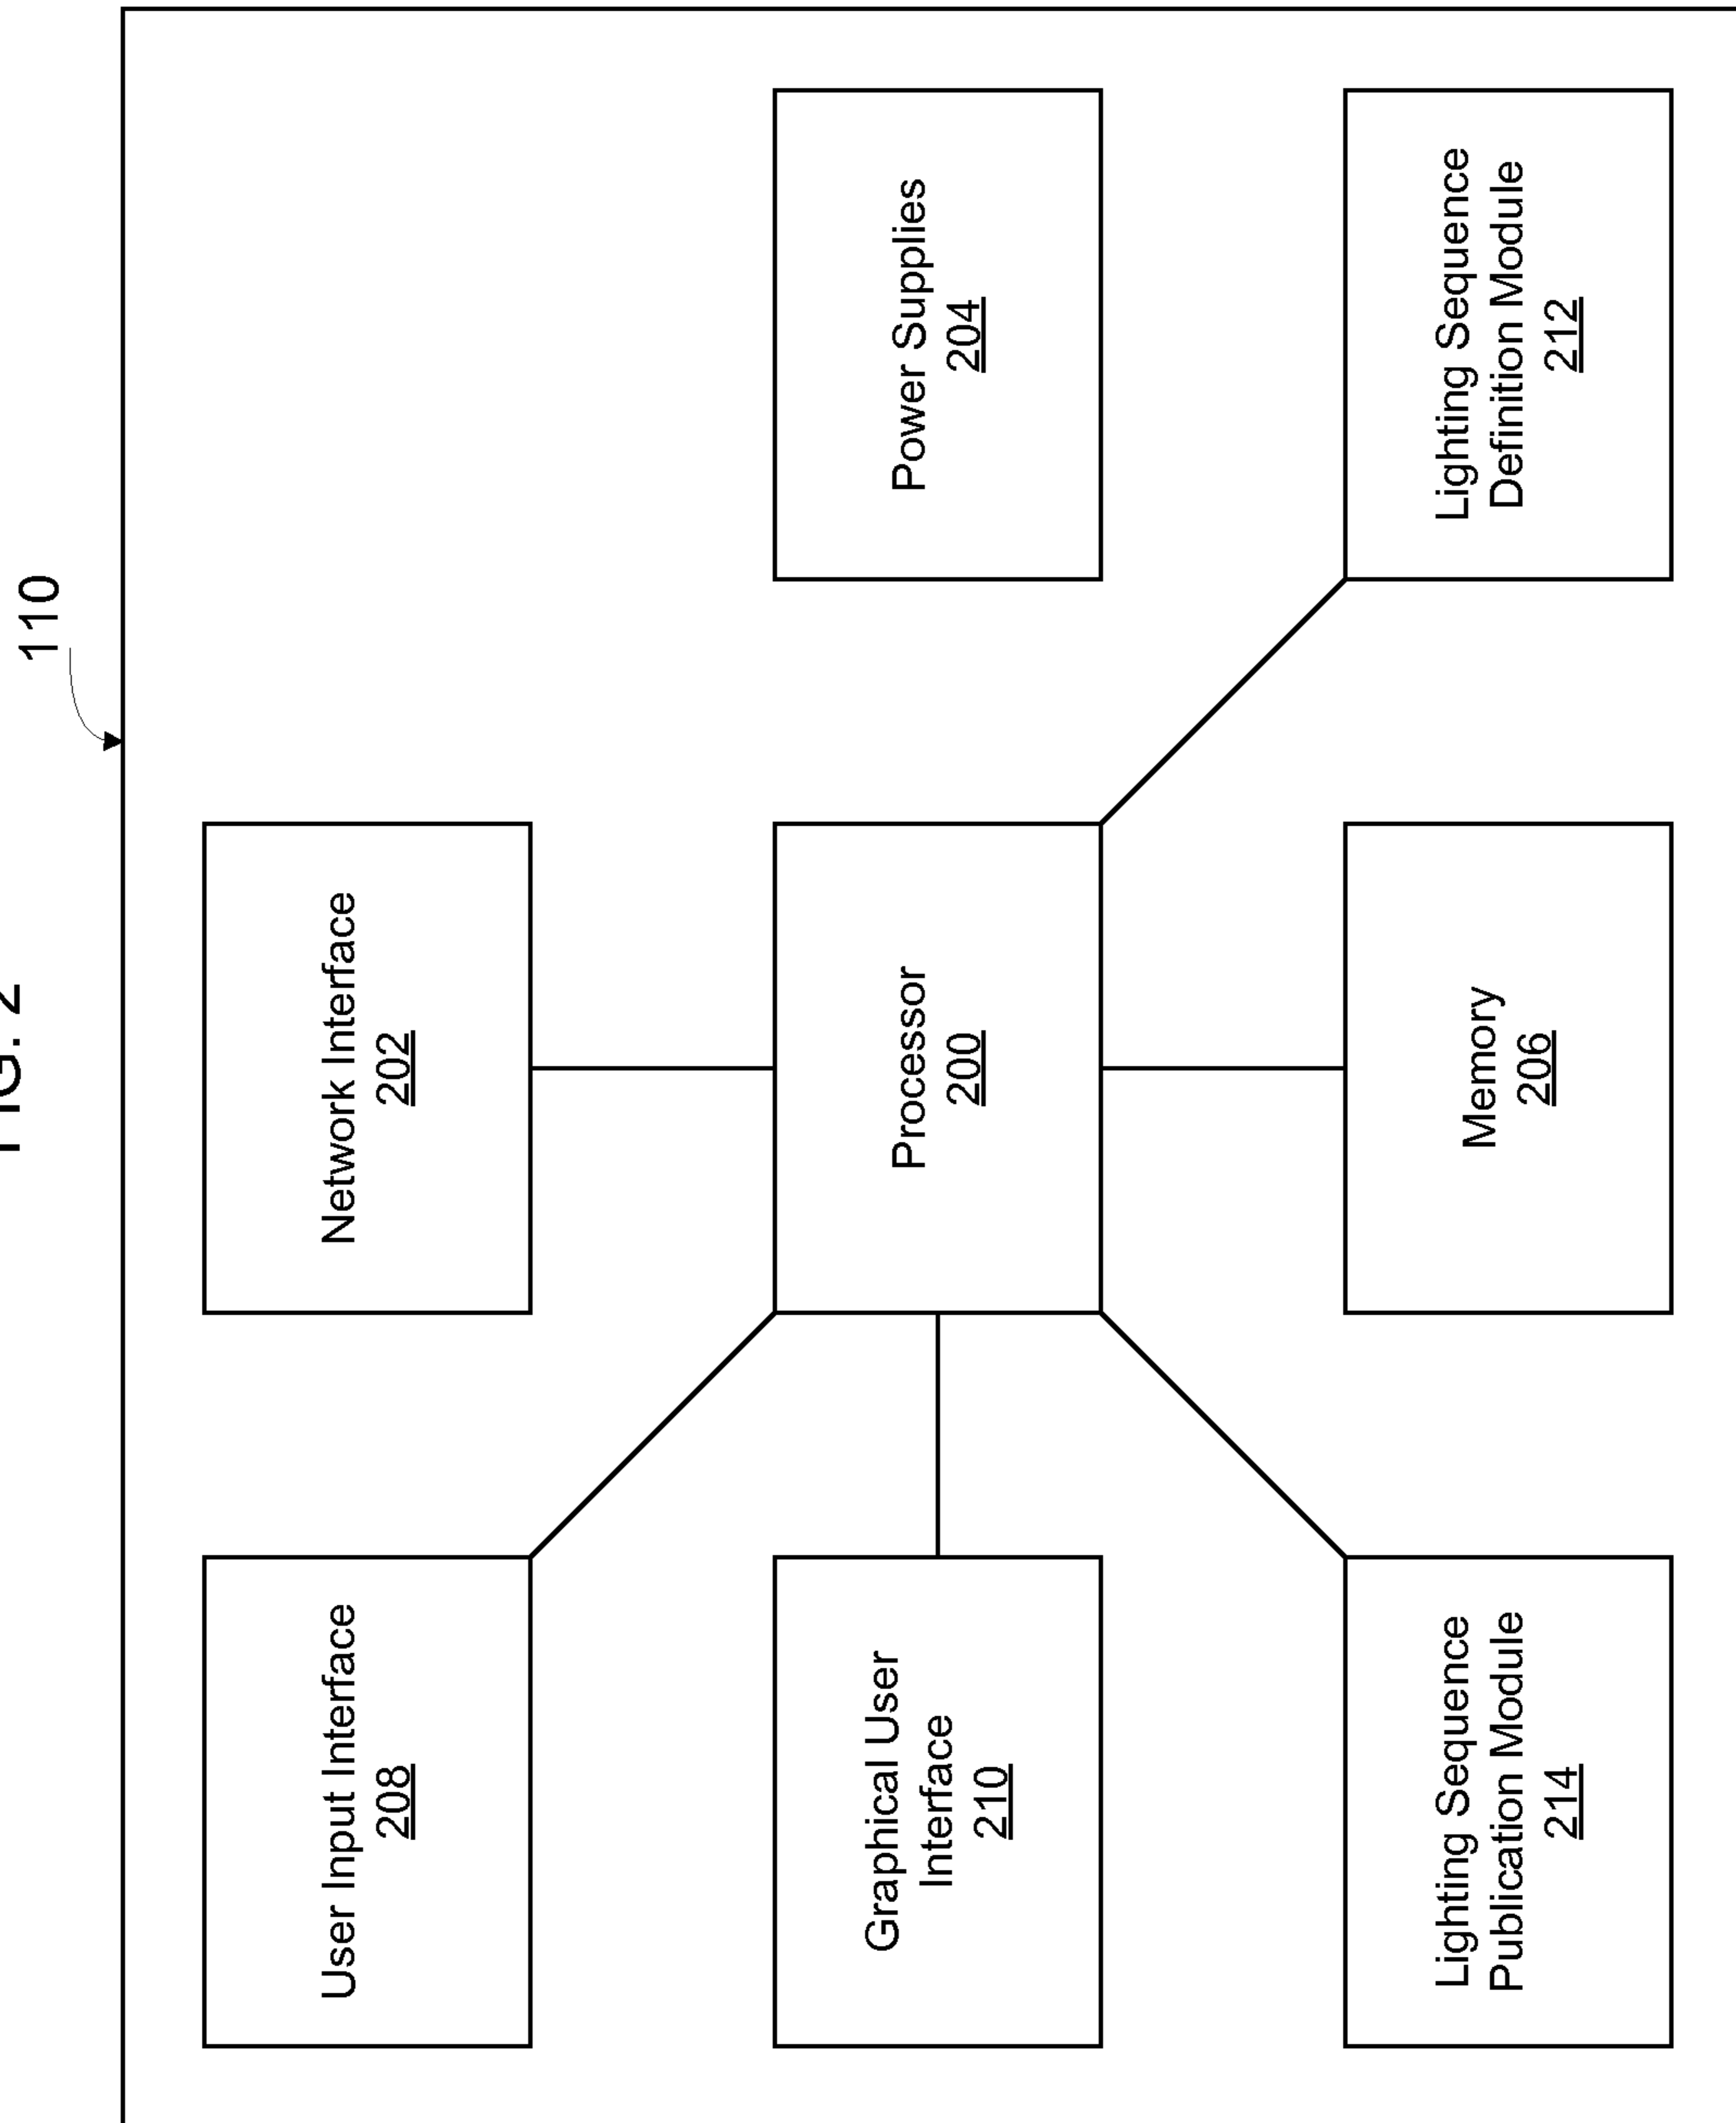 FIG. 2
110
User Input Interface
208
Network Interface
202
Graphical User
Interface
210
Processor
200
Power Supplies
204
Lighting Sequence
Publication Module
214
Memory
206
Lighting Sequence
Definition Module
212